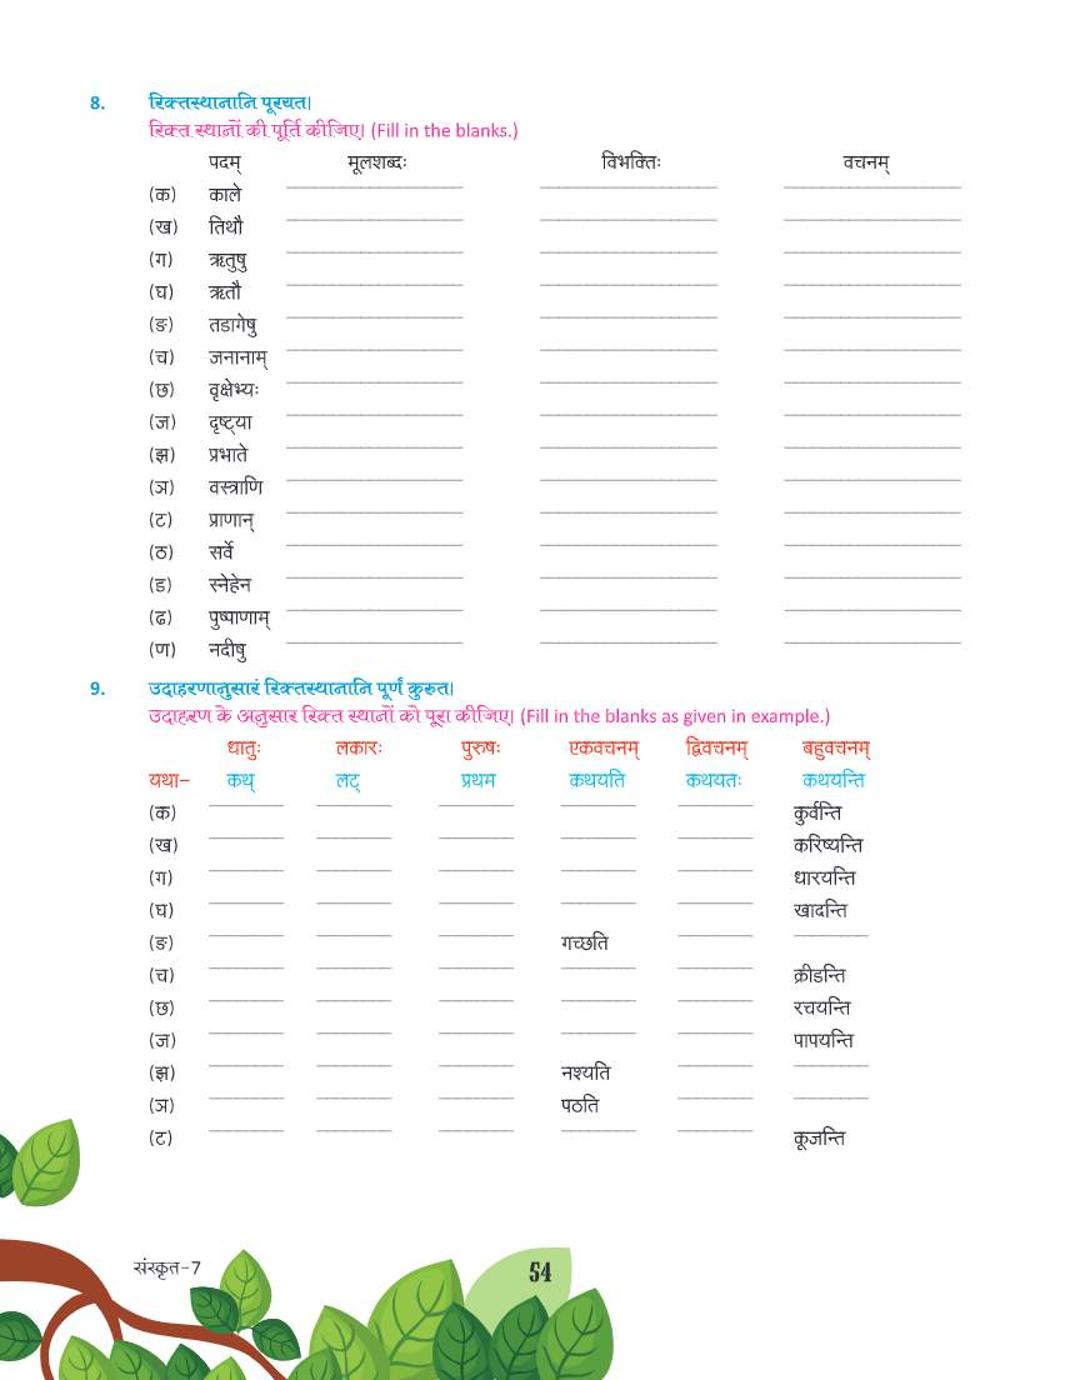 8. रिक्तस्थानानि पूरयत।
रिक्त स्थानों की पूर्ति कीजिए। (Fill in the blanks.)
पदम् मूलशब्दः विभक्तिः वचनम्
(क) काले
(ख) तिथौ
(ग) ऋतुषु
(घ) ऋतौ
(ङ) तडागेषु
(च) जनानाम्
(छ) वृक्षेभ्यः
(ज) दृष्ट्या
(झ) प्रभाते
(ञ) वस्त्राणि
(ट) प्राणान्
(ठ) सर्वे
(ड) स्नेहेन
(ढ) पुष्पाणाम्
(ण) नदीषु
9. उदाहरणानुसारं रिक्तस्थानानि पूर्णं कुरुत।
उदाहरण के अनुसार रिक्त स्थानों को पूरा कीजिए। (Fill in the blanks as given in example.)
धातुः लकारः पुरुषः एकवचनम् द्विवचनम् बहुवचनम्
यथा– कथ् लट् प्रथम कथयति कथयतः कथयन्ति
(क) कुर्वन्ति
(ख) करिष्यन्ति
(ग) धारयन्ति
(घ) खादन्ति
(ङ) गच्छति
(च) क्रीडन्ति
(छ) रचयन्ति
(ज) पापयन्ति
(झ) नश्यति
(ञ) पठति
(ट) कूजन्ति
संस्कृत–7 54